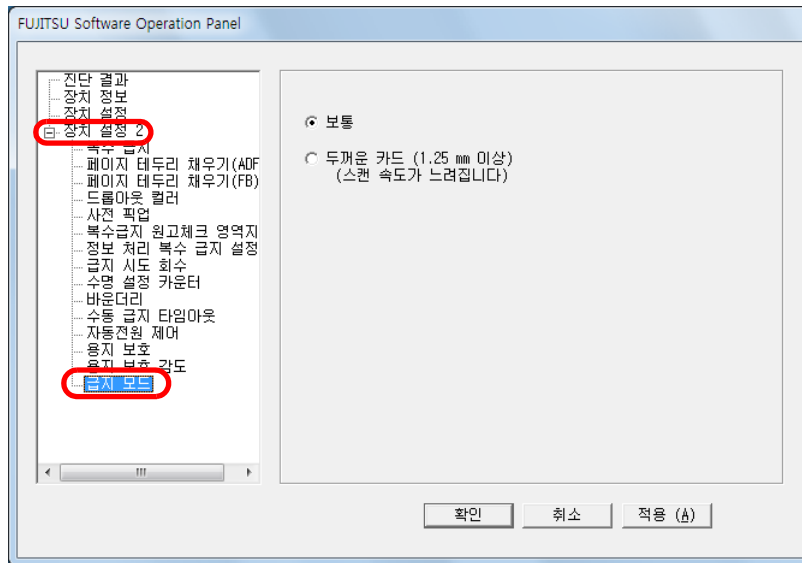 FUJITSU Software Operation Panel
진단 결과
장치 정보
장치 설정
장치 설정 2
복수 급지
페이지 테두리 채우기(ADF
페이지 테두리 채우기(FB)
드롭아웃 컬러
사전 픽업
복수급지 원고체크 영역지
정보 처리 복수 급지 설정
급지 시도 회수
수명 설정 카운터
바운더리
수동 급지 타임아웃
자동전원 제어
용지 보호
용지 보호 감도
급지 모드
보통
두꺼운 카드 (1.25 mm 이상)
(스캔 속도가 느려집니다)
확인
취소
적용 (A)